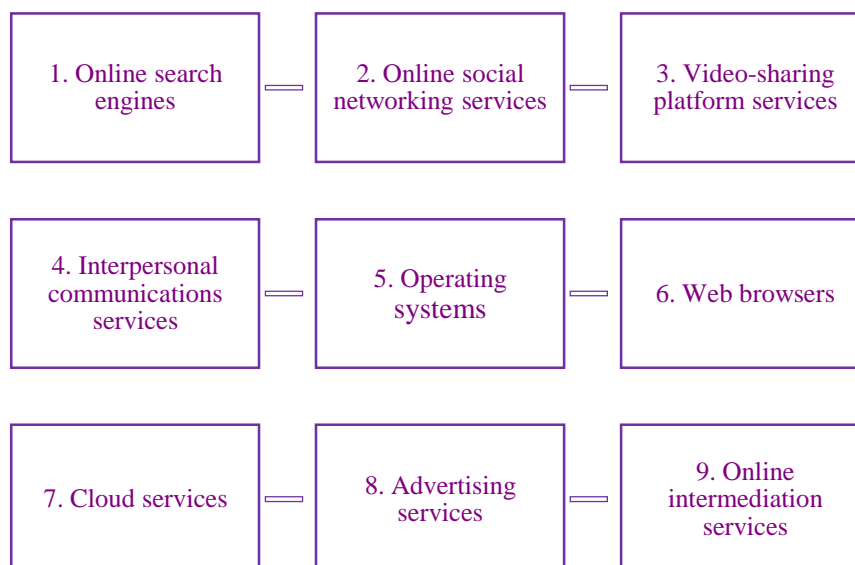 1. Online search
engines
2. Online social
networking services
3. Video-sharing
platform services
4. Interpersonal
communications
services
5. Operating
systems
6. Web browsers
7. Cloud services
8. Advertising
services
9. Online
intermediation
services